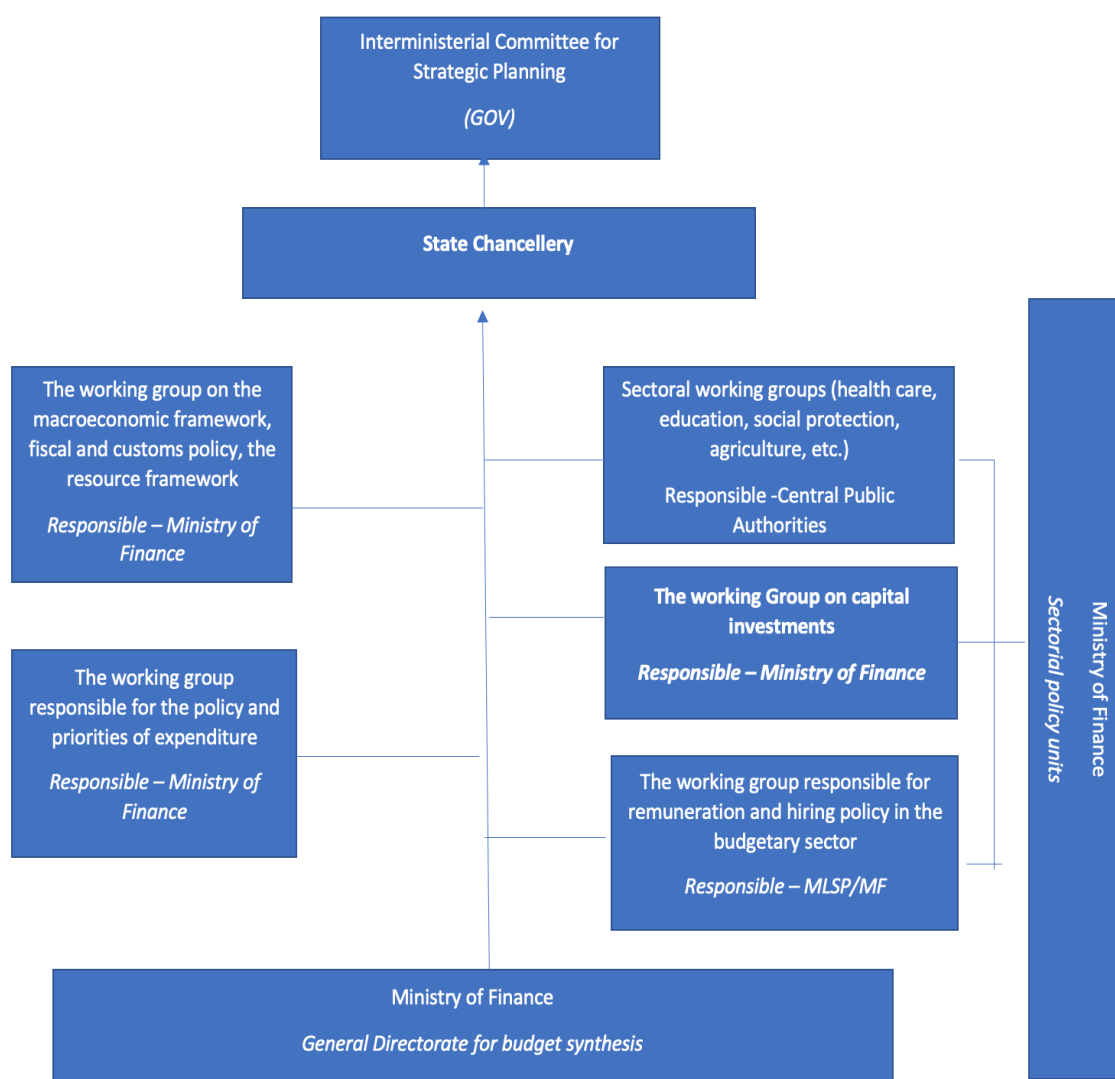 Interministerial Committee for
Strategic Planning
(GOV)
State Chancellery
The working group on the
macroeconomic framework,
fiscal and customs policy, the
resource framework
Responsible – Ministry of
Finance
Sectoral working groups (health care,
education, social protection,
agriculture, etc.)
Responsible -Central Public
Authorities
The working Group on capital
investments
Responsible – Ministry of Finance
The working group
responsible for the policy and
priorities of expenditure
Responsible – Ministry of
Finance
The working group responsible for
remuneration and hiring policy in the
budgetary sector
Responsible – MLSP/MF
Ministry of Finance
Sectorial policy units
Ministry of Finance
General Directorate for budget synthesis